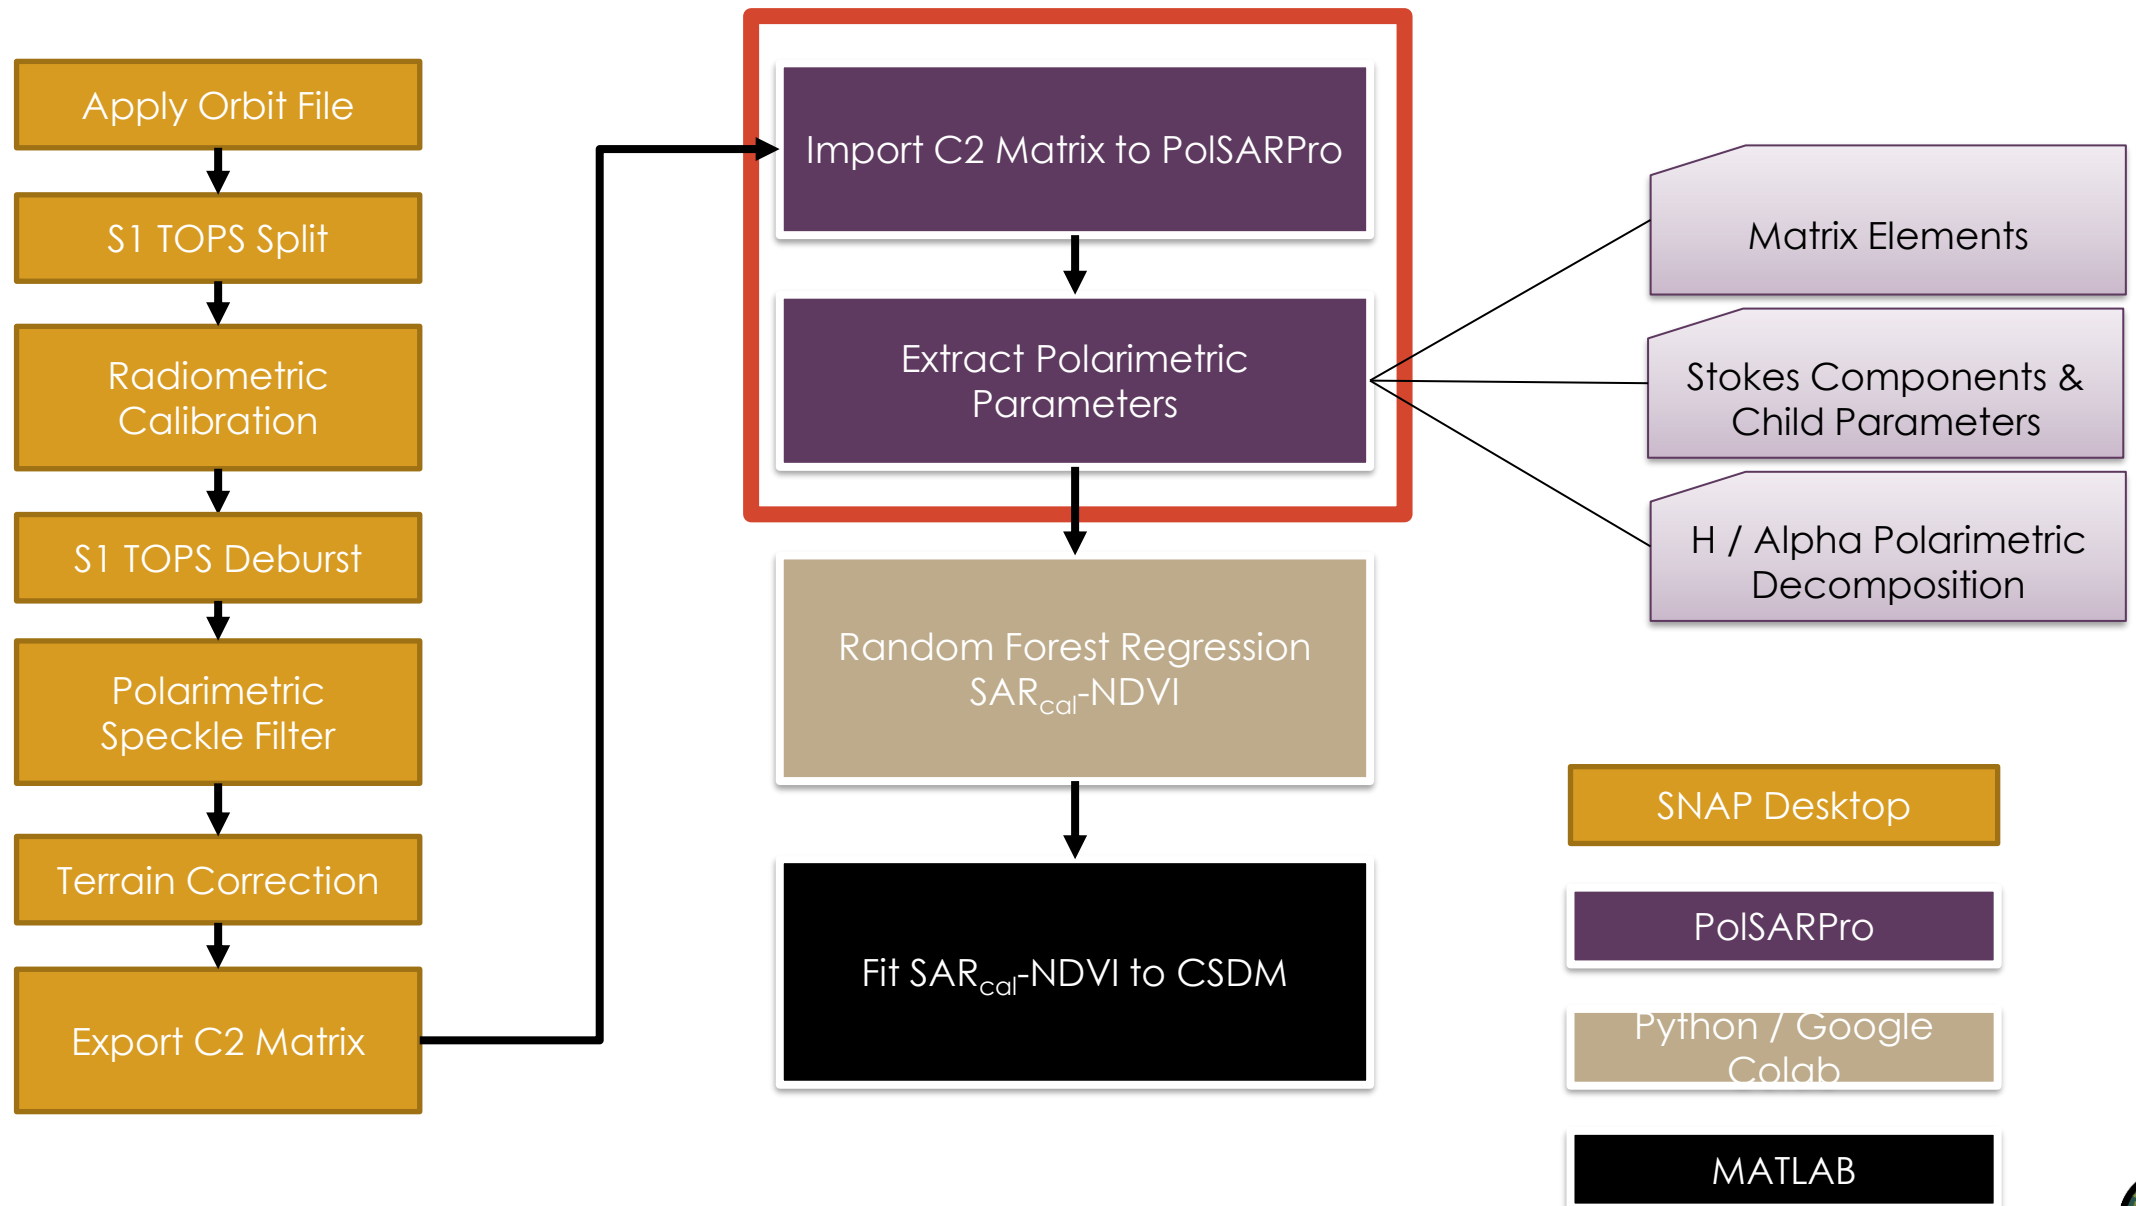 Apply Orbit File
S1 TOPS Split
Radiometric
Calibration
S1 TOPS Deburst
Polarimetric
Speckle Filter
Terrain Correction
Export C2 Matrix
Import C2 Matrix to PolSARPro
Extract Polarimetric
Parameters
Random Forest Regression
SARcal-NDVI
Fit SARcal-NDVI to CSDM
Matrix Elements
Stokes Components &
Child Parameters
H / Alpha Polarimetric
Decomposition
SNAP Desktop
PolSARPro
Python / Google
Colab
MATLAB